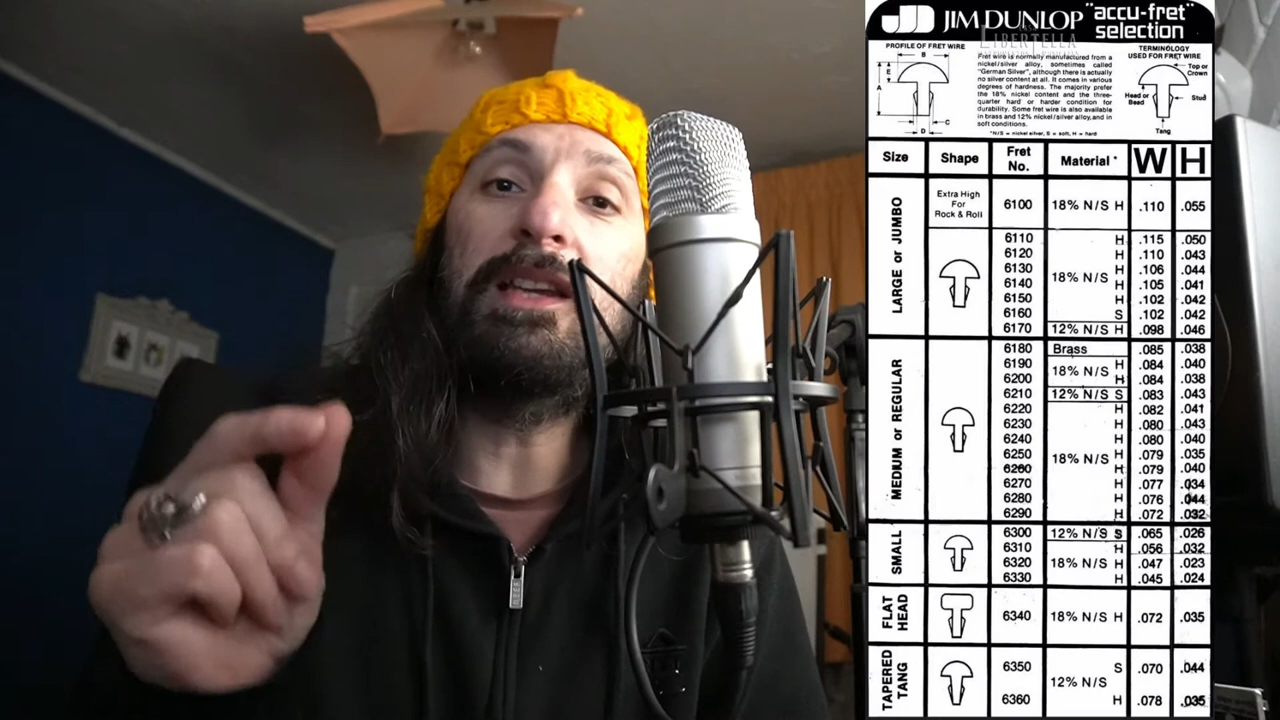 JIM DUNLOP "accu-fret" selection
LIBERTELLA
PROFILE OF FRET WIRE
B
E
A
C
D
Fret wire is normally manufactured from a
nickel/silver alloy, sometimes called
"German Silver", although there is actually
no silver content at all. It comes in various
degrees of hardness. The majority prefer
the 18% nickel content and the three-
quarter hard or harder condition for
durability. Some fret wire is also available
in brass and 12% nickel/silver alloy, and in
soft conditions.
*N/S = nickel silver, S = soft, H = hard
TERMINOLOGY
USED FOR FRET WIRE
Top or
Crown
Head or
Bead
Stud
Tang
Size Shape Fret No. Material * W H
LARGE or JUMBO
Extra High
For
Rock & Roll
6100 18% N/S H .110 .055
6110 H .115 .050
6120 H .110 .043
6130 18% N/S H .106 .044
6140 H .105 .041
6150 H .102 .042
6160 S .102 .042
6170 12% N/S H .098 .046
MEDIUM or REGULAR
6180 Brass .085 .038
6190 18% N/S H .084 .040
6200 H .084 .038
6210 12% N/S S .083 .043
6220 H .082 .041
6230 H .080 .043
6240 H .080 .040
6250 18% N/S H .079 .035
6260 H .079 .040
6270 H .077 .034
6280 H .076 .044
6290 H .072 .032
SMALL
6300 12% N/S S .065 .026
6310 H .056 .032
6320 18% N/S H .047 .023
6330 H .045 .024
FLAT HEAD
6340 18% N/S H .072 .035
TAPERED TANG
6350 S .070 .044
12% N/S
6360 H .078 .035